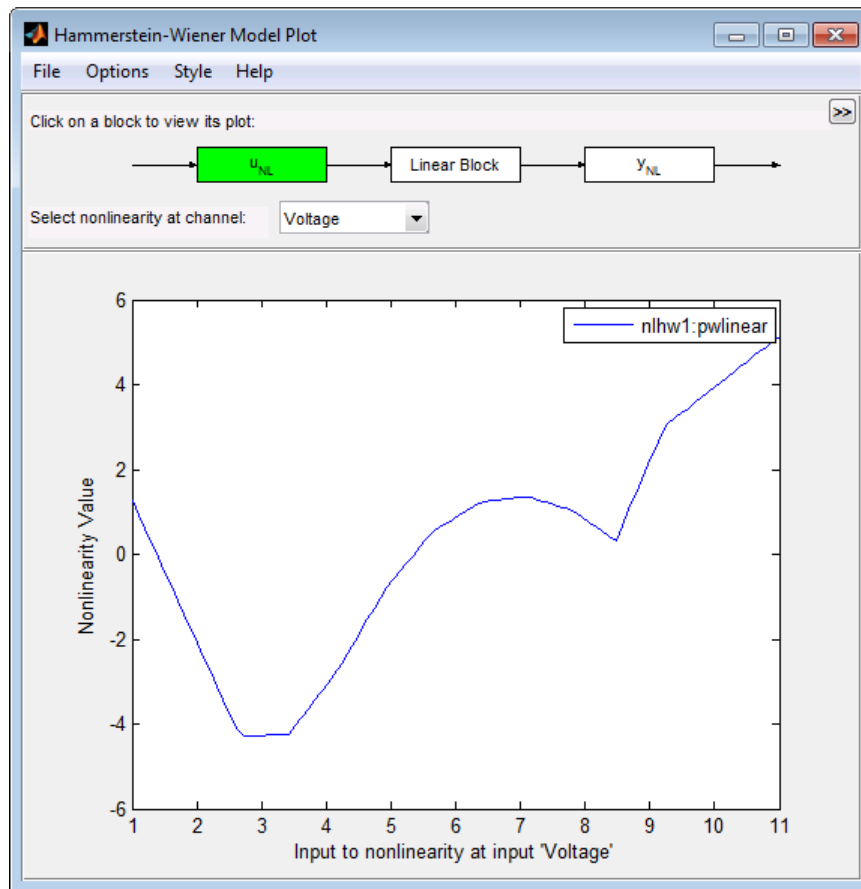 Hammerstein-Wiener Model Plot
File Options Style Help
Click on a block to view its plot:
>>
uNL Linear Block yNL
Select nonlinearity at channel: Voltage
nlhw1:pwlinear
Nonlinearity Value
6
4
2
0
-2
-4
-6
1 2 3 4 5 6 7 8 9 10 11
Input to nonlinearity at input 'Voltage'